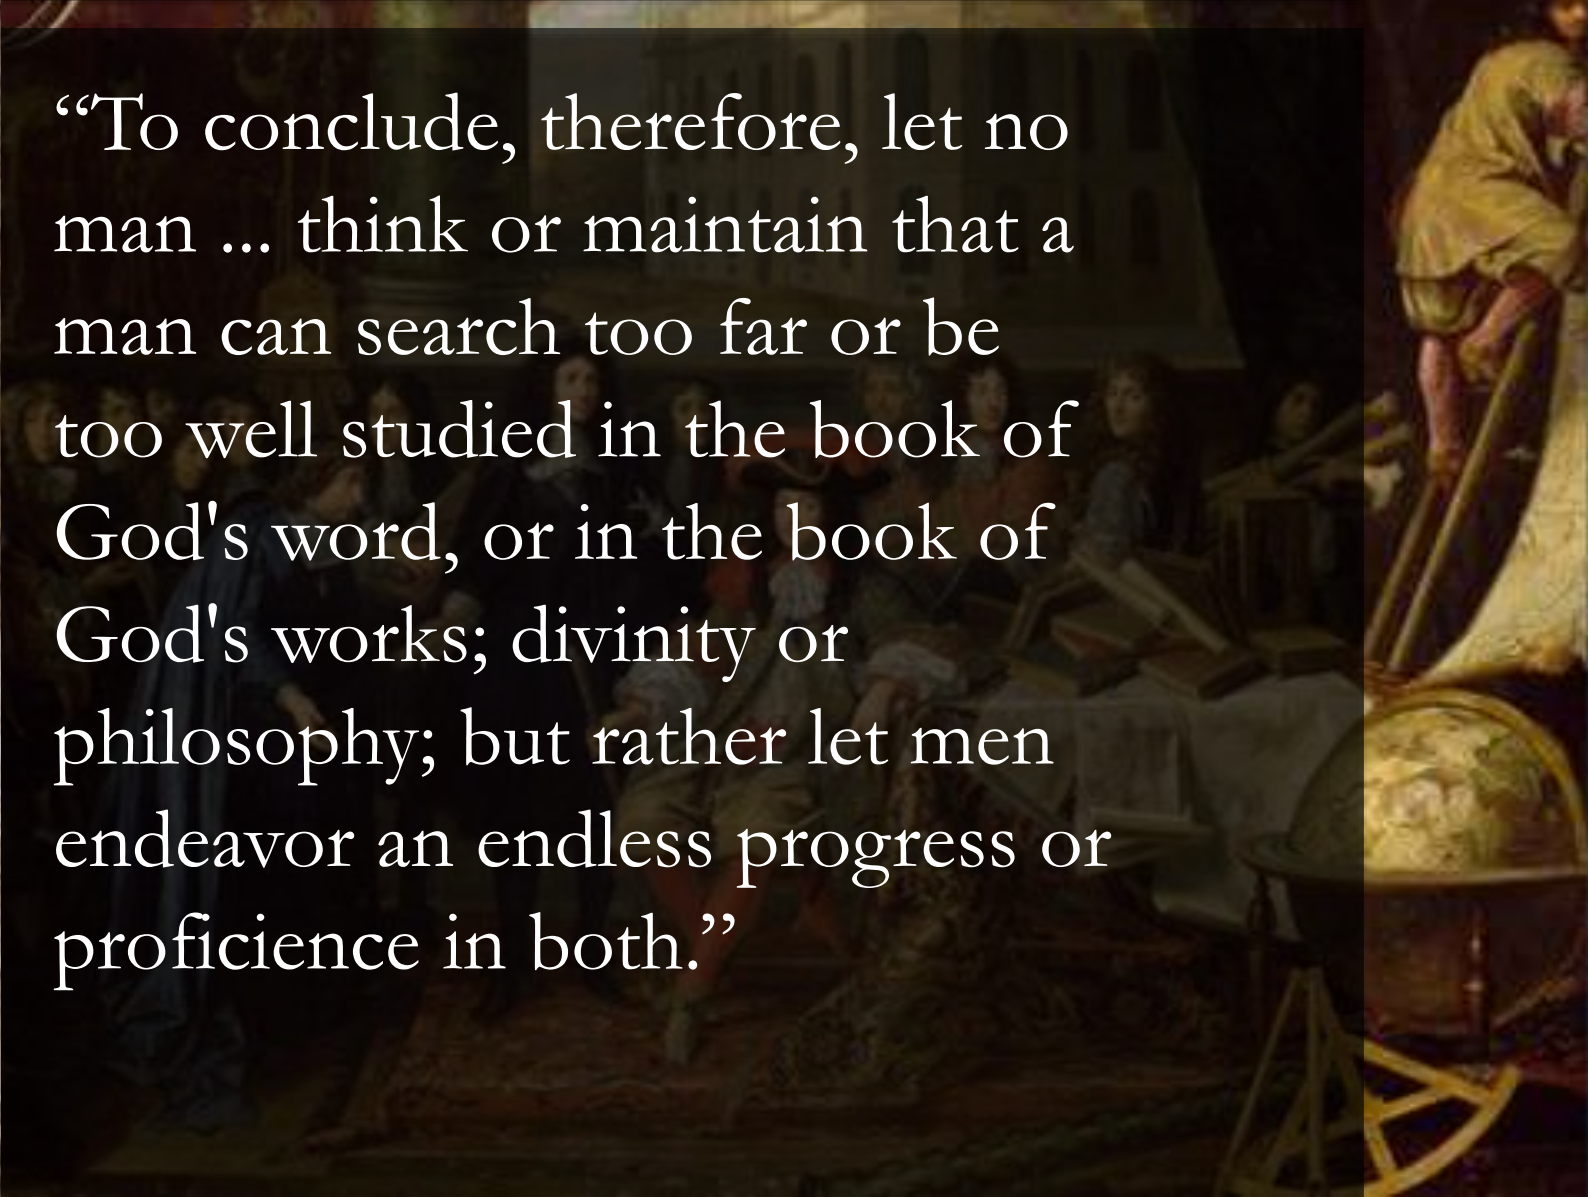 “To conclude, therefore, let no
man ... think or maintain that a
man can search too far or be
too well studied in the book of
God's word, or in the book of
God's works; divinity or
philosophy; but rather let men
endeavor an endless progress or
proficience in both.”